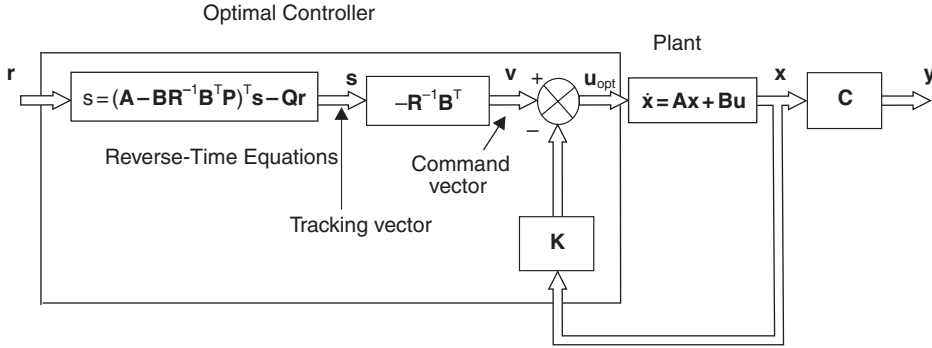 Optimal Controller
Plant
r
s = (A – BR⁻¹BᵀP)ᵀs – Qr
s
–R⁻¹Bᵀ
v
+
–
u_opt
ẋ = Ax + Bu
x
C
y
Reverse-Time Equations
Command
vector
Tracking vector
K